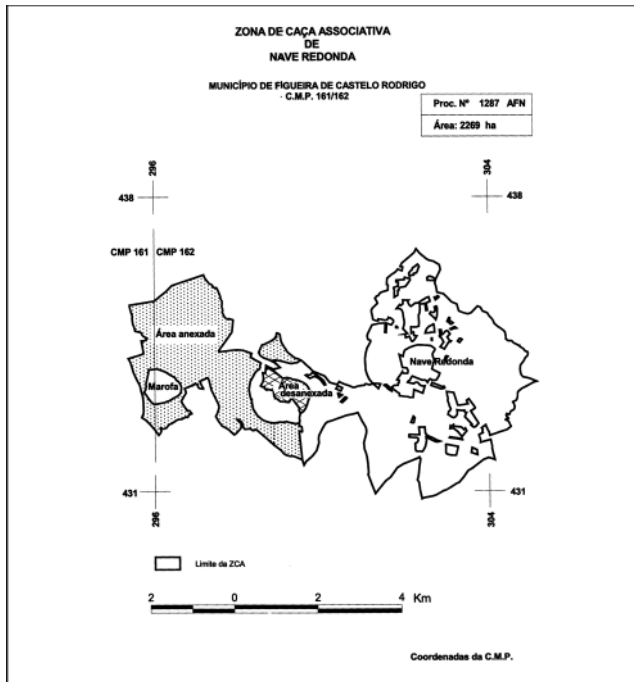 ZONA DE CAÇA ASSOCIATIVA
DE
NAVE REDONDA
MUNICÍPIO DE FIGUEIRA DE CASTELO RODRIGO
C.M.P. 161/162
Proc. Nº 1287 AFN
Área: 2269 ha
296
304
438
438
CMP 161
CMP 162
Área anexada
Marofa
Área
desanexada
Nave Redonda
431
431
296
304
Limite da ZCA
2 0 2 4 Km
Coordenadas da C.M.P.